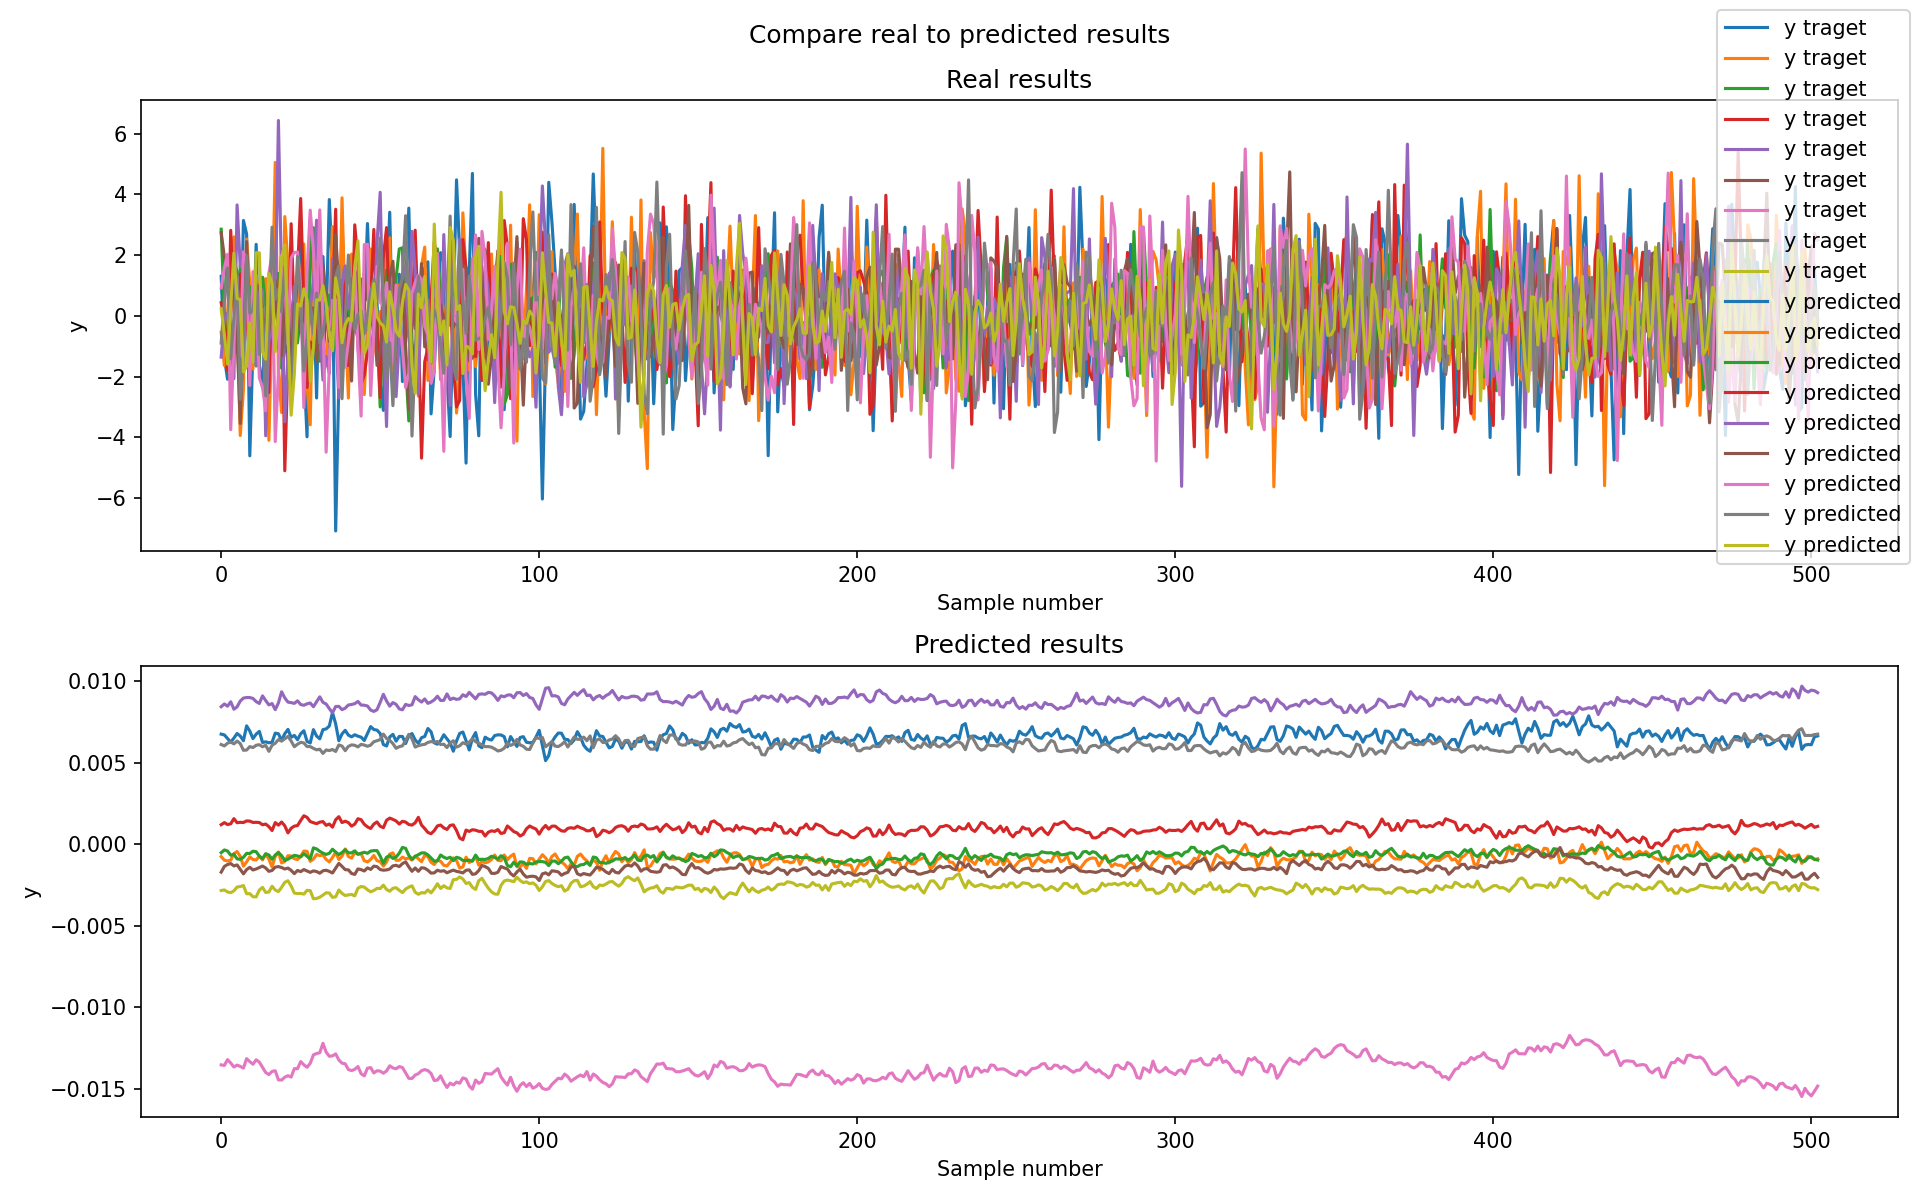 Compare real to predicted results
Real results
y traget
y traget
y traget
y traget
y traget
y traget
y traget
y traget
y traget
y predicted
y predicted
y predicted
y predicted
y predicted
y predicted
y predicted
y predicted
y predicted
6
4
2
0
−2
−4
−6
y
0
100
200
300
400
500
Sample number
Predicted results
0.010
0.005
0.000
−0.005
−0.010
−0.015
y
0
100
200
300
400
500
Sample number